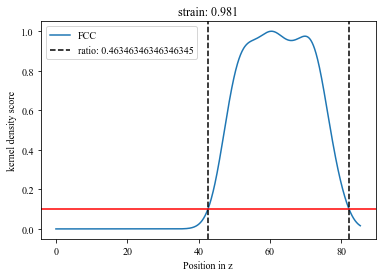 strain: 0.981
FCC
ratio: 0.46346346346346345
kernel density score
1.0
0.8
0.6
0.4
0.2
0.0
0 20 40 60 80
Position in z